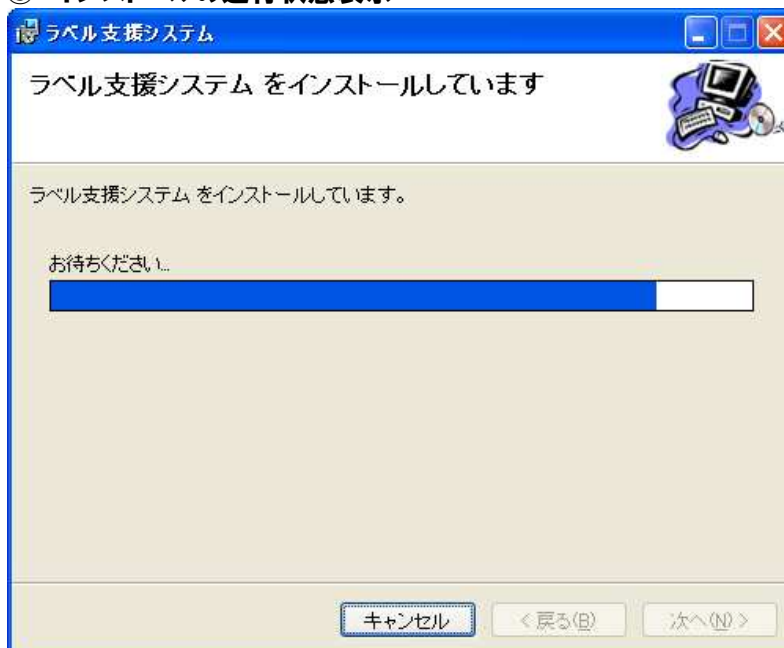 ラベル支援システム
ラベル支援システム をインストールしています
ラベル支援システム をインストールしています。
お待ちください...
キャンセル
< 戻る(B)
次へ(N) >